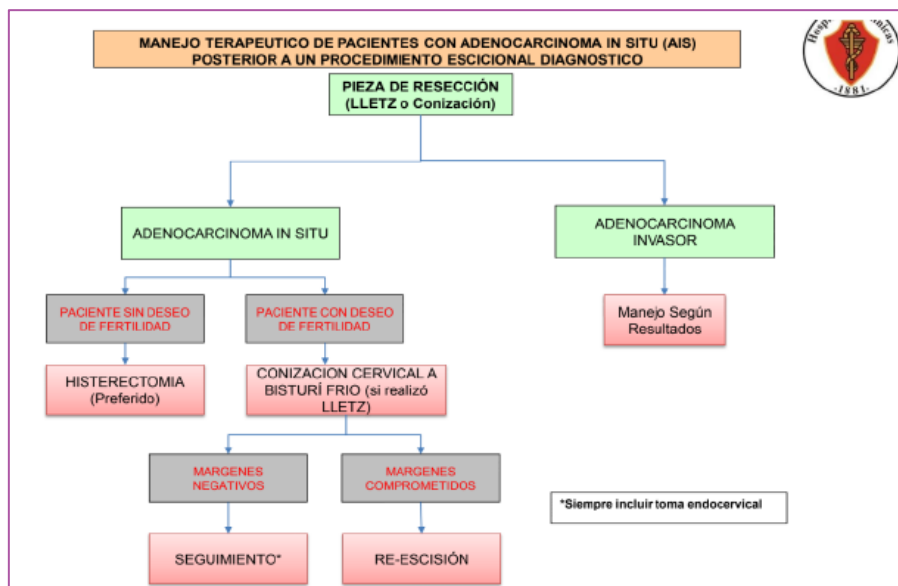 MANEJO TERAPEUTICO DE PACIENTES CON ADENOCARCINOMA IN SITU (AIS)
POSTERIOR A UN PROCEDIMIENTO ESCICIONAL DIAGNOSTICO
PIEZA DE RESECCIÓN
(LLETZ o Conización)
-1881-
ADENOCARCINOMA IN SITU
ADENOCARCINOMA
INVASOR
PACIENTE SIN DESEO
DE FERTILIDAD
PACIENTE CON DESEO
DE FERTILIDAD
Manejo Según
Resultados
HISTERECTOMIA
(Preferido)
CONIZACION CERVICAL A
BISTURÍ FRIO (si realizó
LLETZ)
MARGENES
NEGATIVOS
MARGENES
COMPROMETIDOS
*Siempre incluir toma endocervical
SEGUIMIENTO*
RE-ESCISIÓN